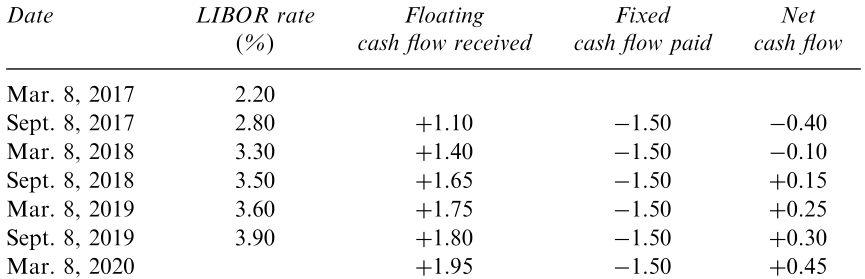 Date LIBOR rate Floating Fixed Net
(%) cash flow received cash flow paid cash flow
Mar. 8, 2017 2.20
Sept. 8, 2017 2.80 +1.10 −1.50 −0.40
Mar. 8, 2018 3.30 +1.40 −1.50 −0.10
Sept. 8, 2018 3.50 +1.65 −1.50 +0.15
Mar. 8, 2019 3.60 +1.75 −1.50 +0.25
Sept. 8, 2019 3.90 +1.80 −1.50 +0.30
Mar. 8, 2020 +1.95 −1.50 +0.45